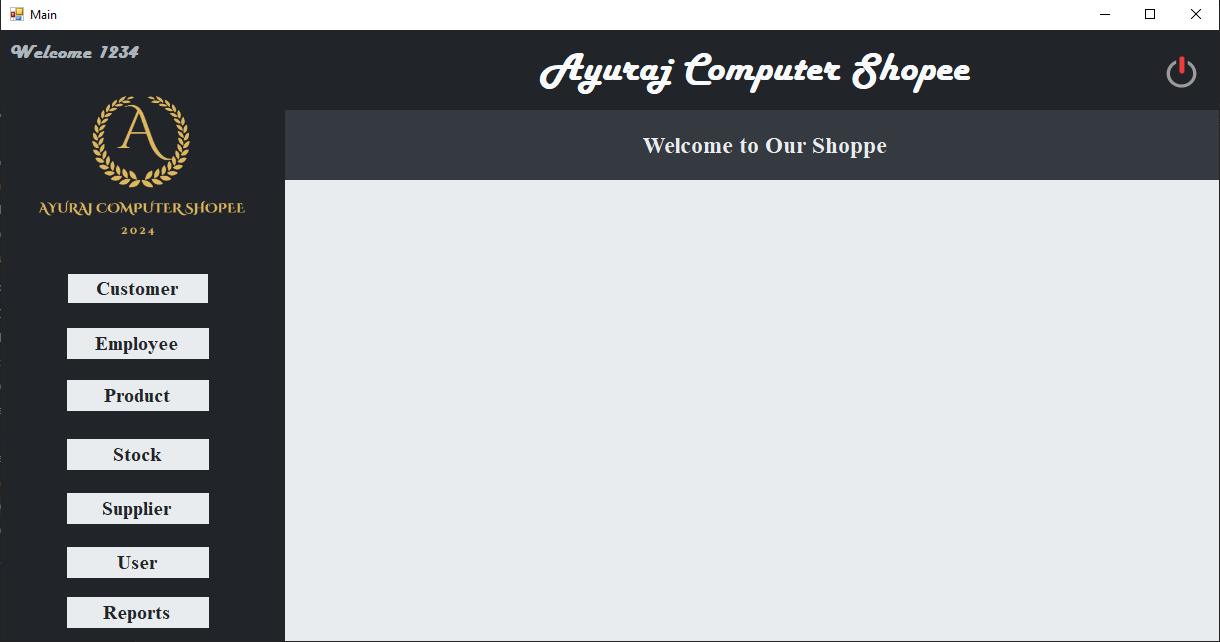 Main
Welcome 1234
Ayuraj Computer Shopee
Welcome to Our Shoppe
A
AYURAJ COMPUTER SHOPEE
2024
Customer
Employee
Product
Stock
Supplier
User
Reports